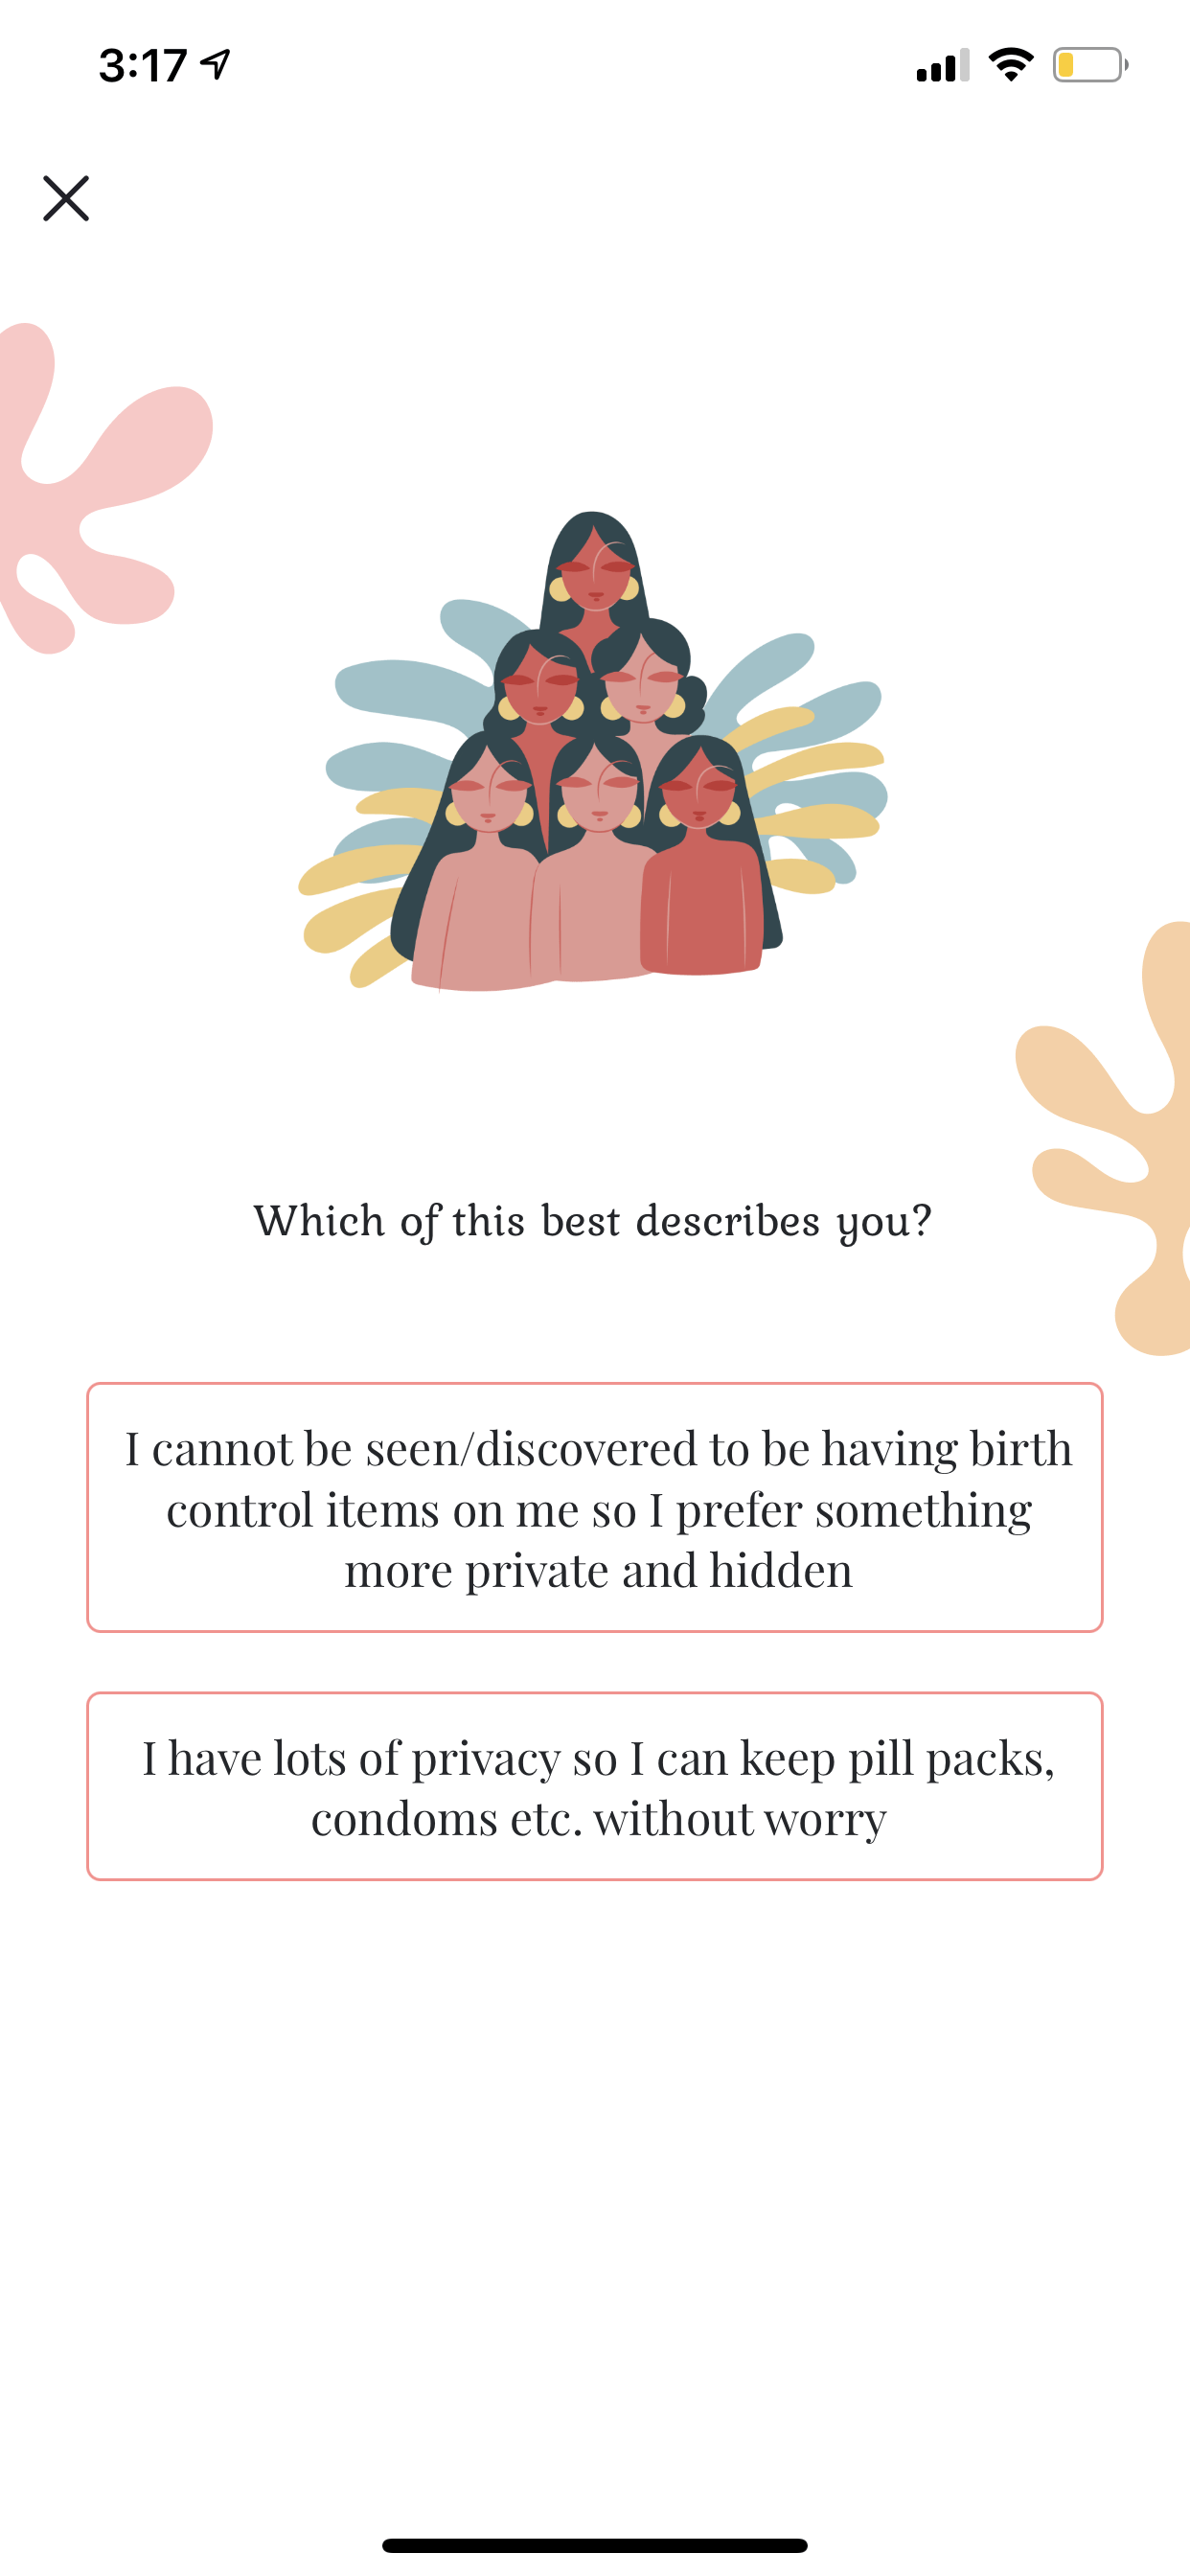 3:17
Which of this best describes you?
I cannot be seen/discovered to be having birth
control items on me so I prefer something
more private and hidden
I have lots of privacy so I can keep pill packs,
condoms etc. without worry